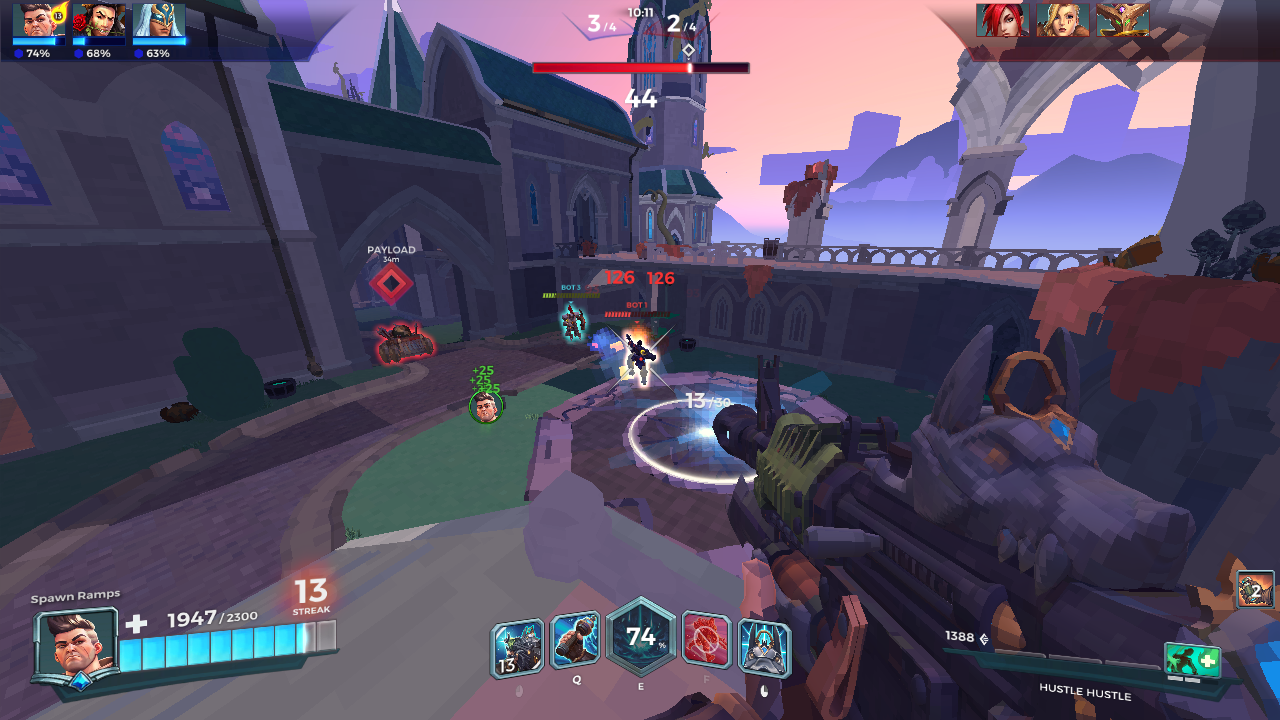 13
74%
68%
63%
10:11
3/4
2/4
44
PAYLOAD
34m
BOT 3
126 126
BOT 1
+25
+25
+25
13/30
Spawn Ramps
1947/2300
13
STREAK
13
74%
Q
E
F
2
1388
HUSTLE HUSTLE